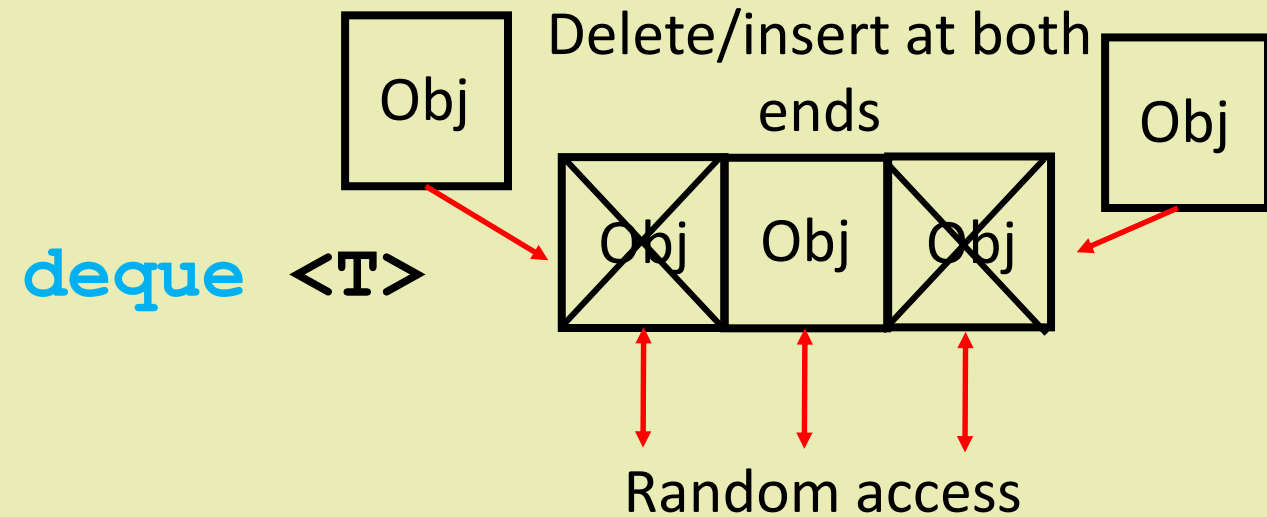 Delete/insert at both
ends
Obj
Obj
Obj
Obj
Obj
deque <T>
Random access